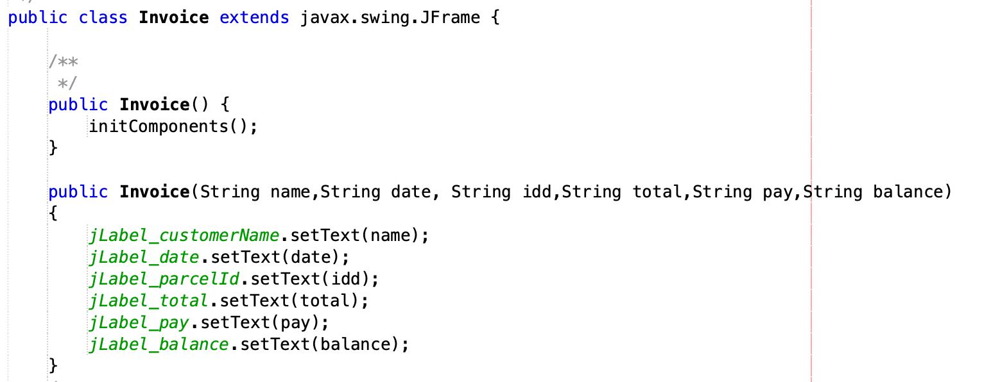 public class Invoice extends javax.swing.JFrame {
/**
*/
public Invoice() {
initComponents();
}
public Invoice(String name,String date, String idd,String total,String pay,String balance)
{
jLabel_customerName.setText(name);
jLabel_date.setText(date);
jLabel_parcelId.setText(idd);
jLabel_total.setText(total);
jLabel_pay.setText(pay);
jLabel_balance.setText(balance);
}